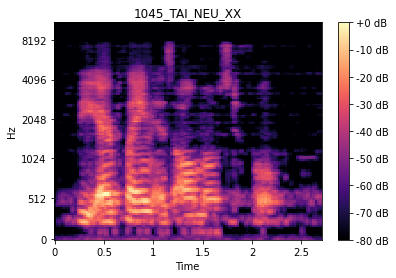 1045_TAI_NEU_XX
+0 dB
8192
-10 dB
4096
-20 dB
-30 dB
2048
Hz
-40 dB
1024
-50 dB
512
-60 dB
-70 dB
0
-80 dB
0 0.5 1 1.5 2 2.5
Time